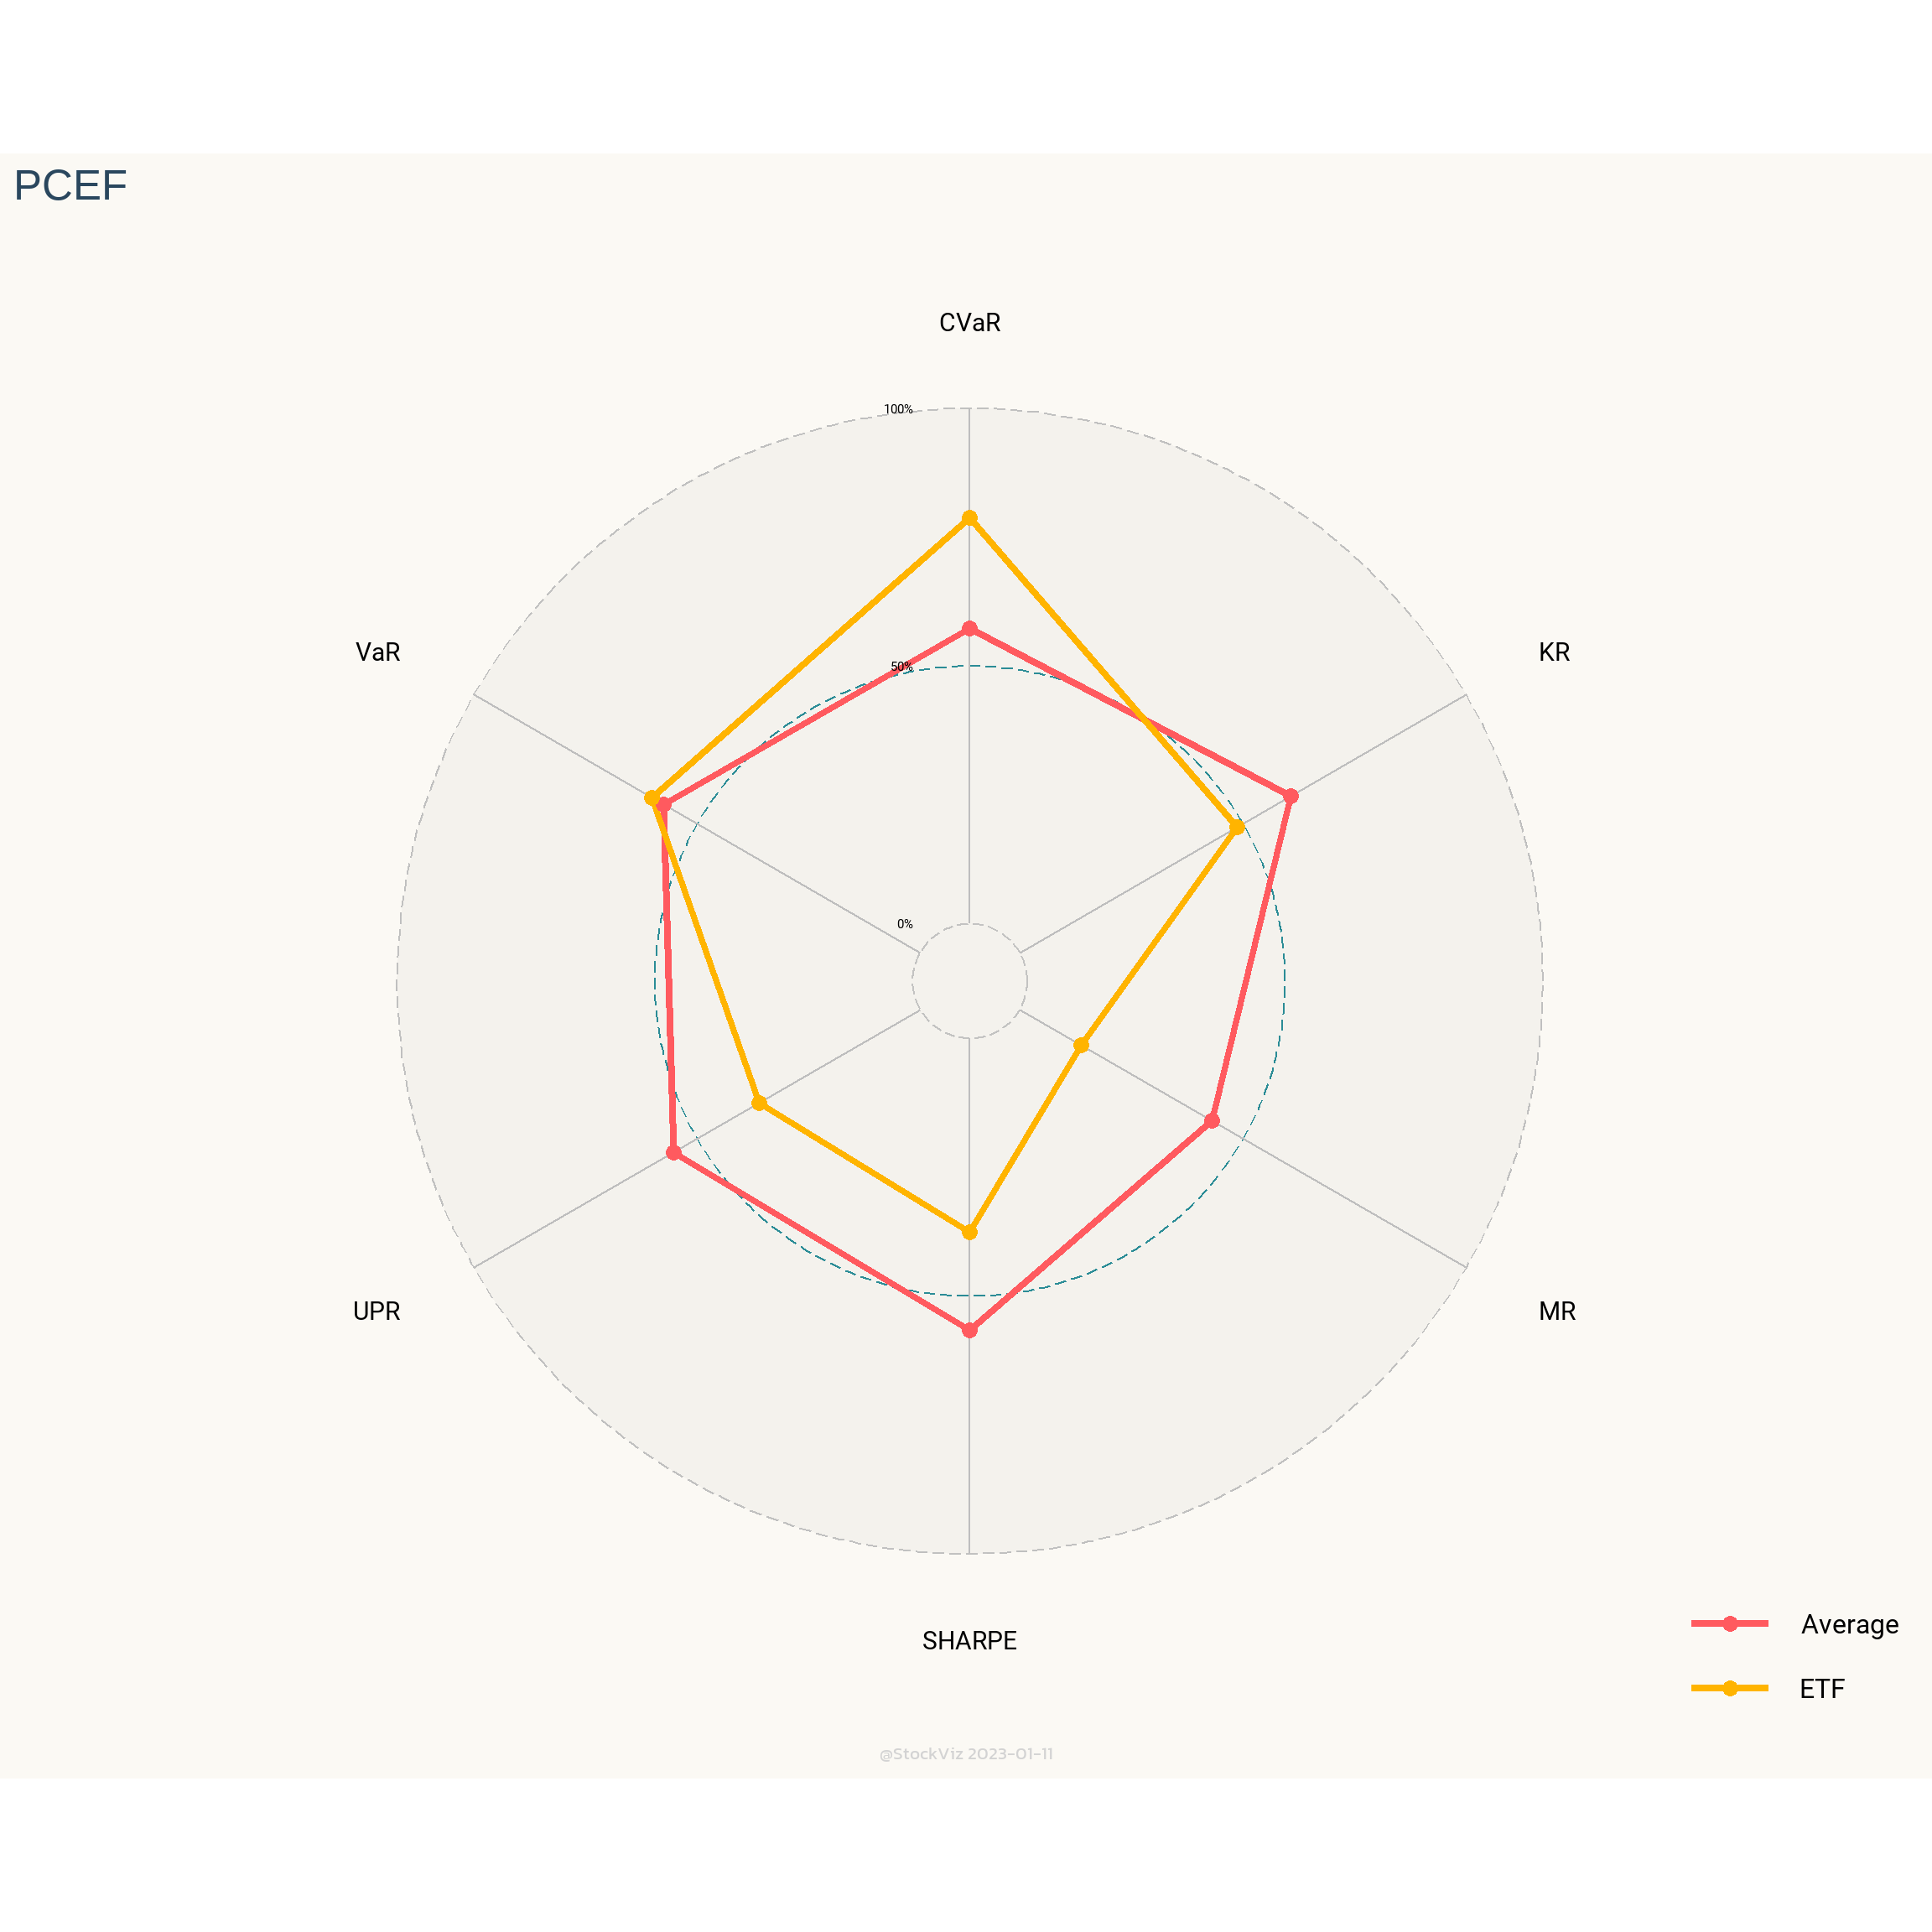 PCEF
CVaR
100%
KR
VaR
50%
0%
UPR
MR
SHARPE
Average
ETF
@StockViz 2023-01-11